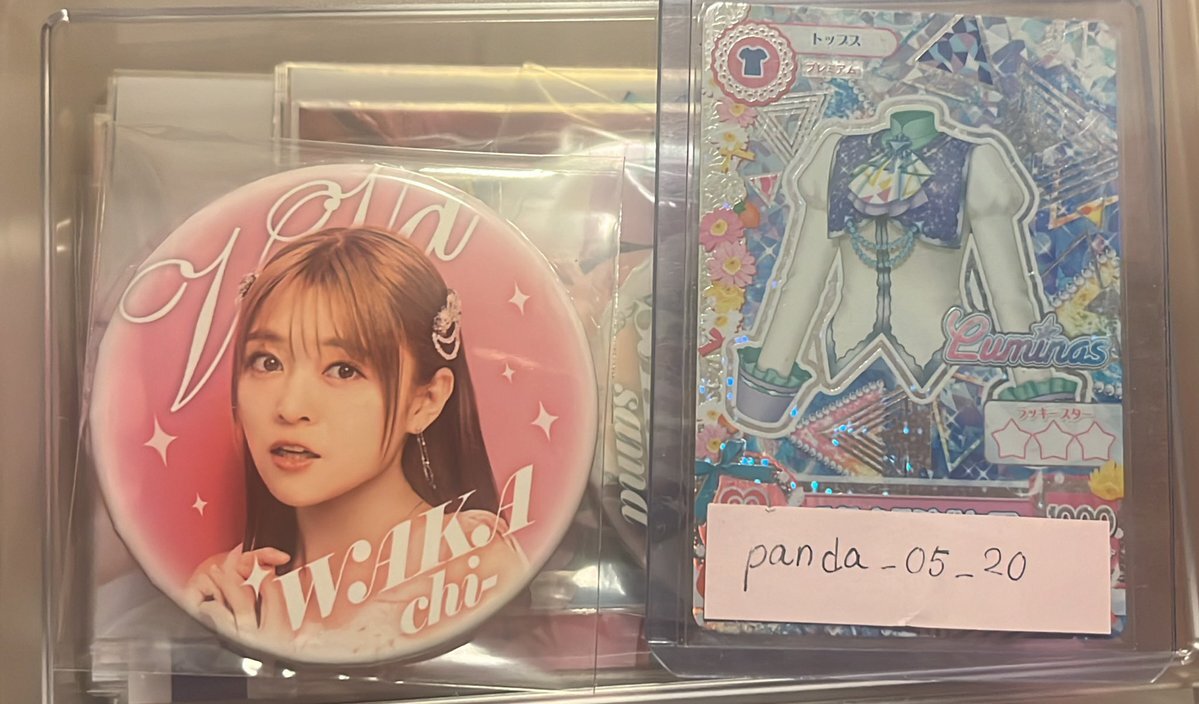 Viva
WAKA
chi-
トップス
プレミアム
Luminas
ラッキースター
panda_05_20